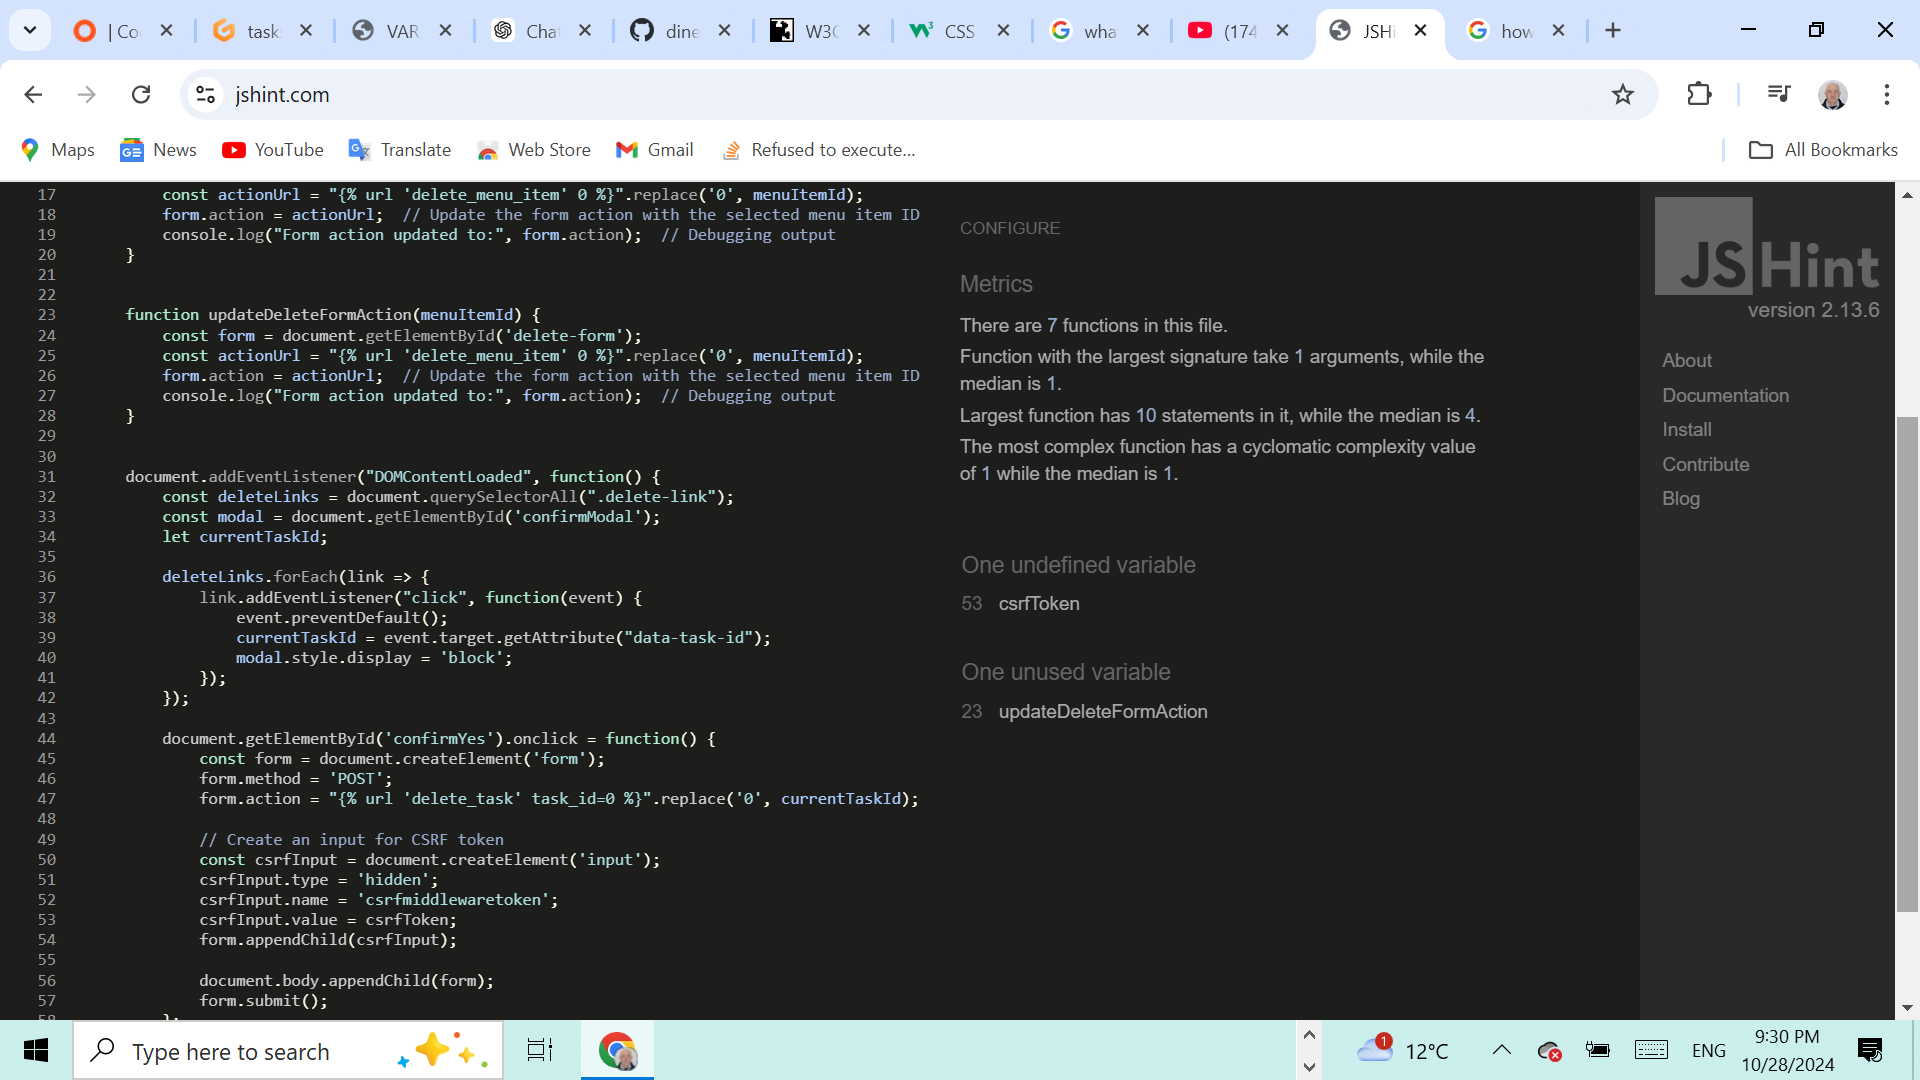 | Co
task
VAR
Cha
dine
W3C
CSS
wha
(174
JSHi
how
jshint.com
Maps
News
YouTube
Translate
Web Store
Gmail
Refused to execute...
All Bookmarks
17 const actionUrl = "{% url 'delete_menu_item' 0 %}".replace('0', menuItemId);
18 form.action = actionUrl; // Update the form action with the selected menu item ID
19 console.log("Form action updated to:", form.action); // Debugging output
20 }
21
22
23 function updateDeleteFormAction(menuItemId) {
24 const form = document.getElementById('delete-form');
25 const actionUrl = "{% url 'delete_menu_item' 0 %}".replace('0', menuItemId);
26 form.action = actionUrl; // Update the form action with the selected menu item ID
27 console.log("Form action updated to:", form.action); // Debugging output
28 }
29
30
31 document.addEventListener("DOMContentLoaded", function() {
32 const deleteLinks = document.querySelectorAll(".delete-link");
33 const modal = document.getElementById('confirmModal');
34 let currentTaskId;
35
36 deleteLinks.forEach(link => {
37 link.addEventListener("click", function(event) {
38 event.preventDefault();
39 currentTaskId = event.target.getAttribute("data-task-id");
40 modal.style.display = 'block';
41 });
42 });
43
44 document.getElementById('confirmYes').onclick = function() {
45 const form = document.createElement('form');
46 form.method = 'POST';
47 form.action = "{% url 'delete_task' task_id=0 %}".replace('0', currentTaskId);
48
49 // Create an input for CSRF token
50 const csrfInput = document.createElement('input');
51 csrfInput.type = 'hidden';
52 csrfInput.name = 'csrfmiddlewaretoken';
53 csrfInput.value = csrfToken;
54 form.appendChild(csrfInput);
55
56 document.body.appendChild(form);
57 form.submit();
58 };
CONFIGURE
Metrics
There are 7 functions in this file.
Function with the largest signature take 1 arguments, while the
median is 1.
Largest function has 10 statements in it, while the median is 4.
The most complex function has a cyclomatic complexity value
of 1 while the median is 1.
One undefined variable
53 csrfToken
One unused variable
23 updateDeleteFormAction
JS Hint
version 2.13.6
About
Documentation
Install
Contribute
Blog
Type here to search
1
12°C
ENG
9:30 PM
10/28/2024